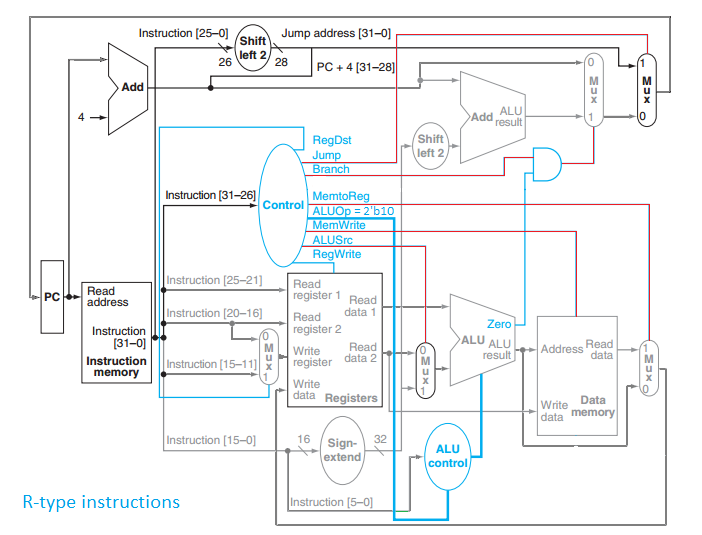 Instruction [25–0]
Shift
left 2
Jump address [31–0]
26
28
PC + 4 [31–28]
Add
4
0
M
u
x
1
1
M
u
x
0
Add
ALU
result
Shift
left 2
RegDst
Jump
Branch
MemtoReg
ALUOp = 2'b10
MemWrite
ALUSrc
RegWrite
Instruction [31–26]
Control
PC
Read
address
Instruction
[31–0]
Instruction
memory
Instruction [25–21]
Instruction [20–16]
Instruction [15–11]
0
M
u
x
1
Read
register 1
Read
register 2
Write
register
Write
data
Read
data 1
Read
data 2
Registers
0
M
u
x
1
Zero
ALU
ALU
result
Address
Read
data
Write
data
Data
memory
1
M
u
x
0
Instruction [15–0]
16
Sign-
extend
32
ALU
control
Instruction [5–0]
R-type instructions